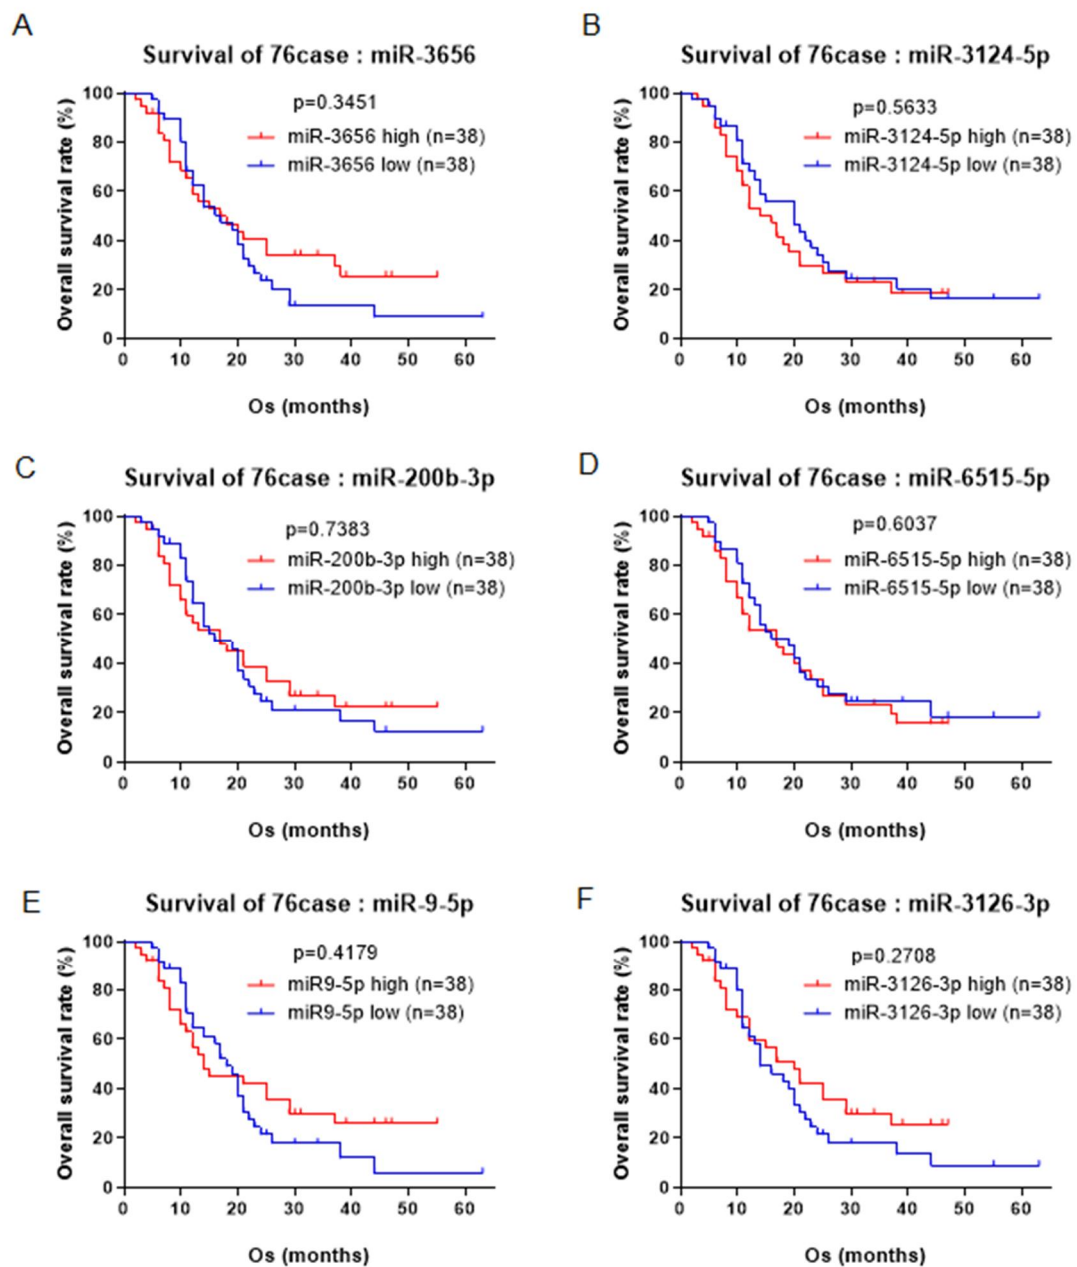 A
Survival of 76case : miR-3656
p=0.3451
miR-3656 high (n=38)
miR-3656 low (n=38)
Overall survival rate (%)
100
80
60
40
20
0
0 10 20 30 40 50 60
Os (months)
B
Survival of 76case : miR-3124-5p
p=0.5633
miR-3124-5p high (n=38)
miR-3124-5p low (n=38)
Overall survival rate (%)
100
80
60
40
20
0
0 10 20 30 40 50 60
Os (months)
C
Survival of 76case : miR-200b-3p
p=0.7383
miR-200b-3p high (n=38)
miR-200b-3p low (n=38)
Overall survival rate (%)
100
80
60
40
20
0
0 10 20 30 40 50 60
Os (months)
D
Survival of 76case : miR-6515-5p
p=0.6037
miR-6515-5p high (n=38)
miR-6515-5p low (n=38)
Overall survival rate (%)
100
80
60
40
20
0
0 10 20 30 40 50 60
Os (months)
E
Survival of 76case : miR-9-5p
p=0.4179
miR9-5p high (n=38)
miR9-5p low (n=38)
Overall survival rate (%)
100
80
60
40
20
0
0 10 20 30 40 50 60
Os (months)
F
Survival of 76case : miR-3126-3p
p=0.2708
miR-3126-3p high (n=38)
miR-3126-3p low (n=38)
Overall survival rate (%)
100
80
60
40
20
0
0 10 20 30 40 50 60
Os (months)